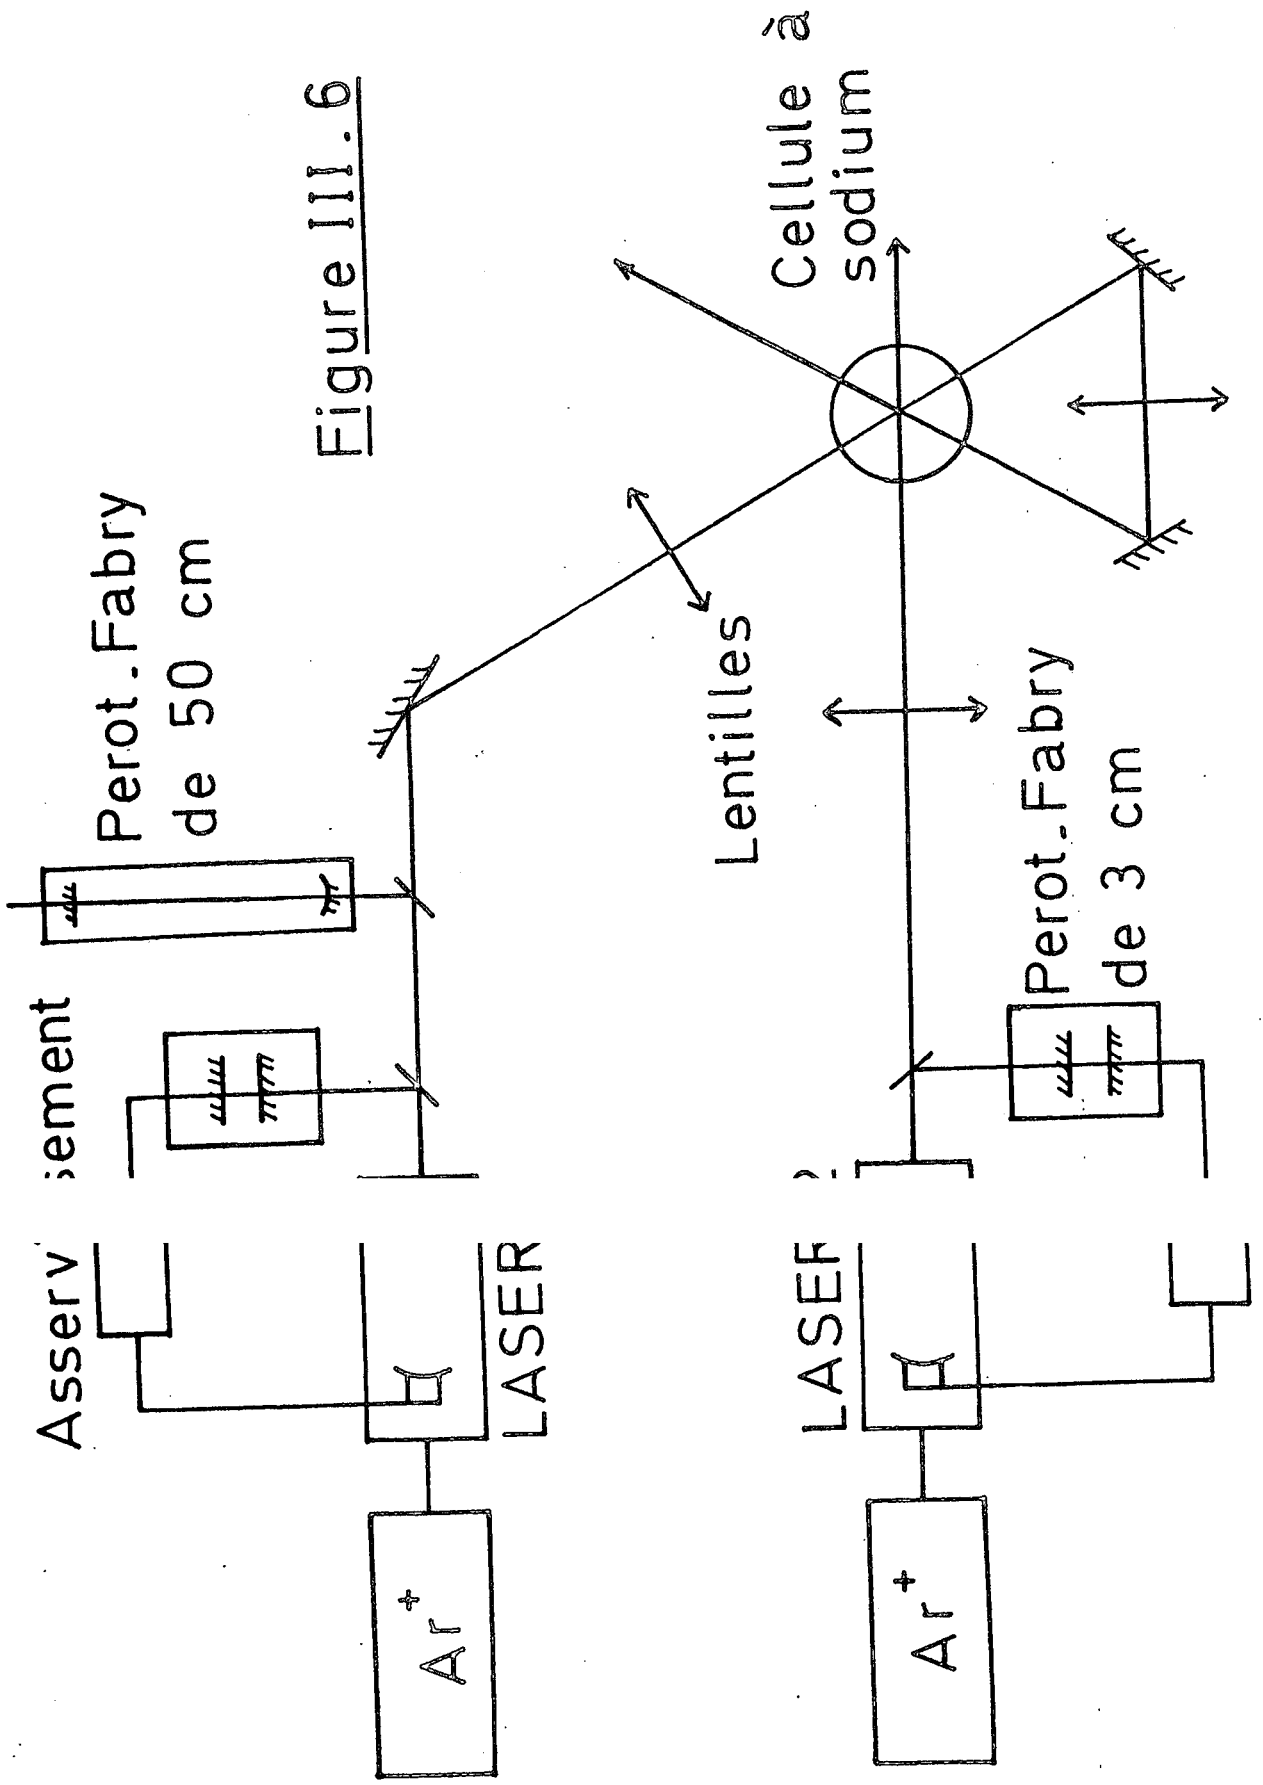 Figure III.6
Perot-Fabry
de 50 cm
Cellule à
sodium
Lentilles
Perot-Fabry
de 3 cm
LASER
LASER
Ar+
Ar+